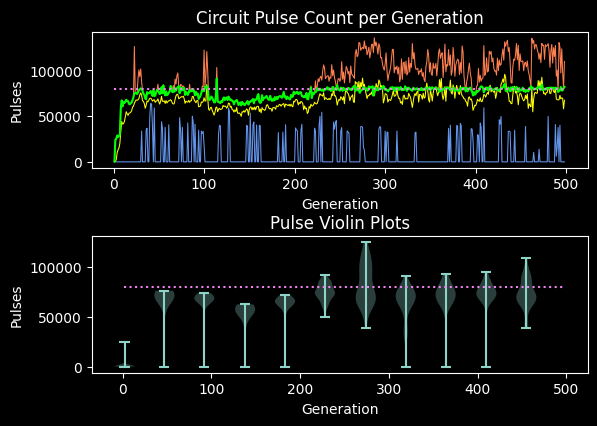 Circuit Pulse Count per Generation
Pulses
100000
50000
0
0 100 200 300 400 500
Generation
Pulse Violin Plots
Pulses
100000
50000
0
0 100 200 300 400 500
Generation